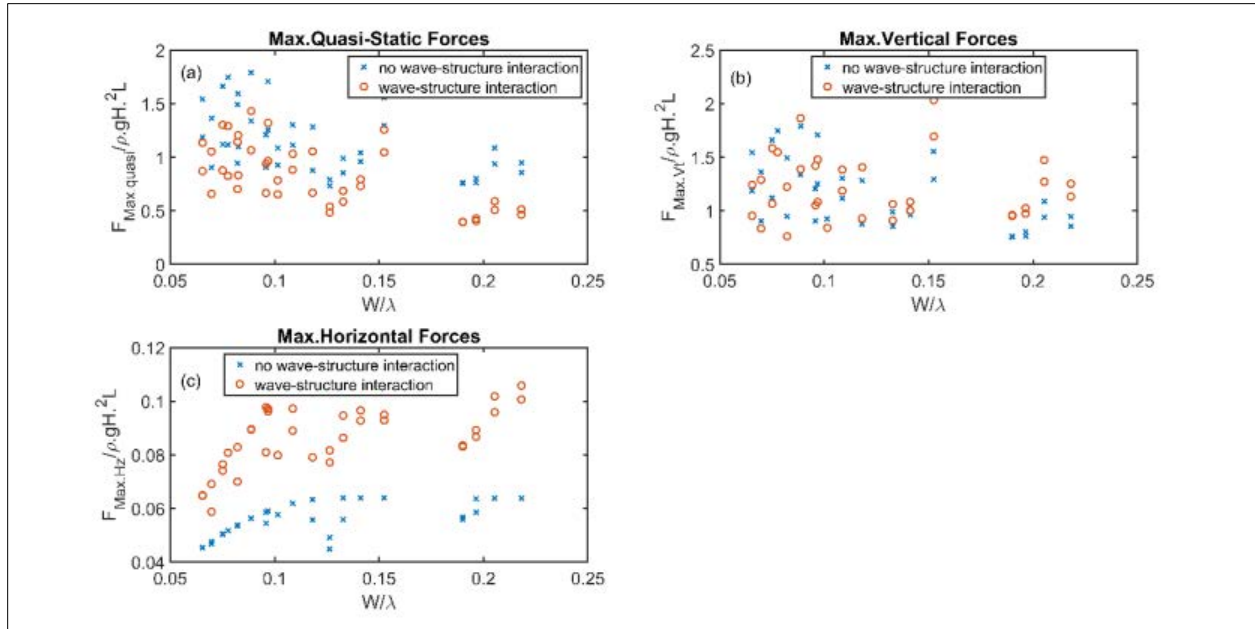 Max.Quasi-Static Forces
(a)
× no wave-structure interaction
○ wave-structure interaction
F_Max quasi/ρ.gH.²L
2
1.5
1
0.5
0
0.05 0.1 0.15 0.2 0.25
W/λ
Max.Vertical Forces
(b)
× no wave-structure interaction
○ wave-structure interaction
F_Max.Vt/ρ.gH.²L
2.5
2
1.5
1
0.5
0.05 0.1 0.15 0.2 0.25
W/λ
Max.Horizontal Forces
(c)
× no wave-structure interaction
○ wave-structure interaction
F_Max.Hz/ρ.gH.²L
0.12
0.1
0.08
0.06
0.04
0.05 0.1 0.15 0.2 0.25
W/λ